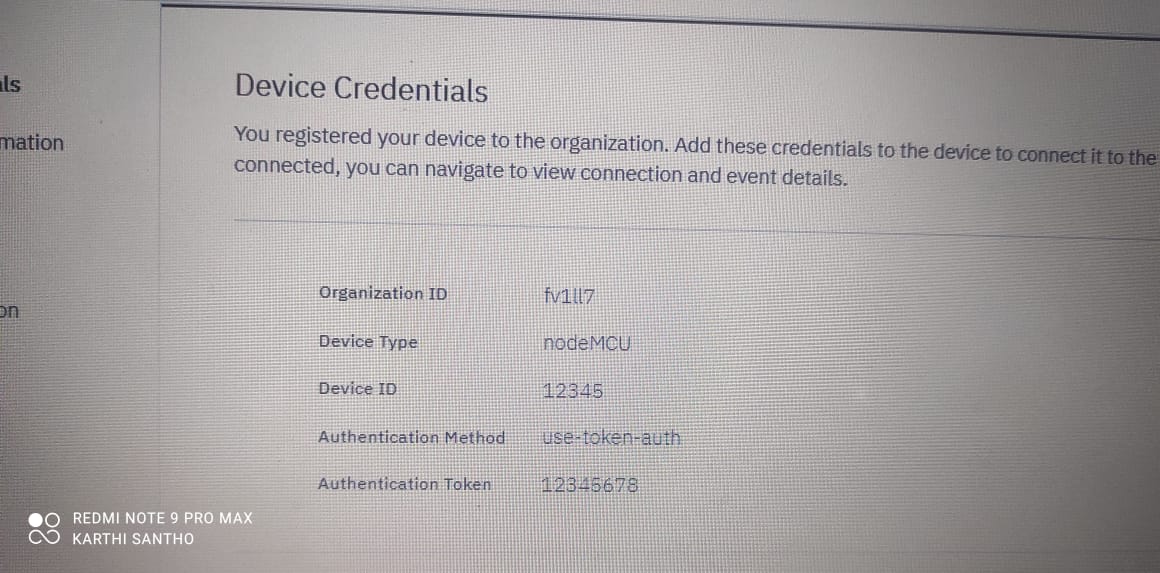 als
mation
on
Device Credentials
You registered your device to the organization. Add these credentials to the device to connect it to the
connected, you can navigate to view connection and event details.
Organization ID fv1ll7
Device Type nodeMCU
Device ID 12345
Authentication Method use-token-auth
Authentication Token 12345678
REDMI NOTE 9 PRO MAX
KARTHI SANTHO